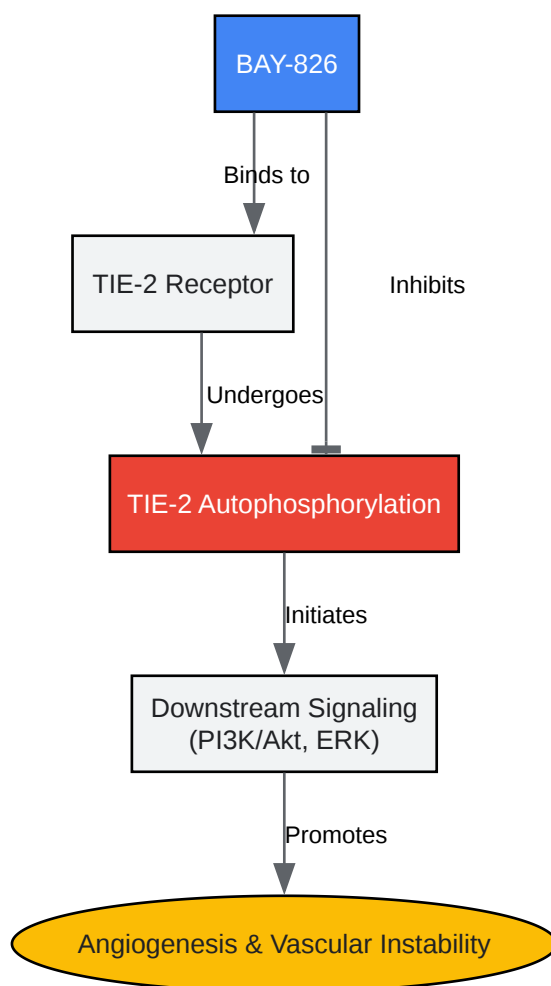 BAY-826
Binds to
TIE-2 Receptor
Inhibits
Undergoes
TIE-2 Autophosphorylation
Initiates
Downstream Signaling
(PI3K/Akt, ERK)
Promotes
Angiogenesis & Vascular Instability